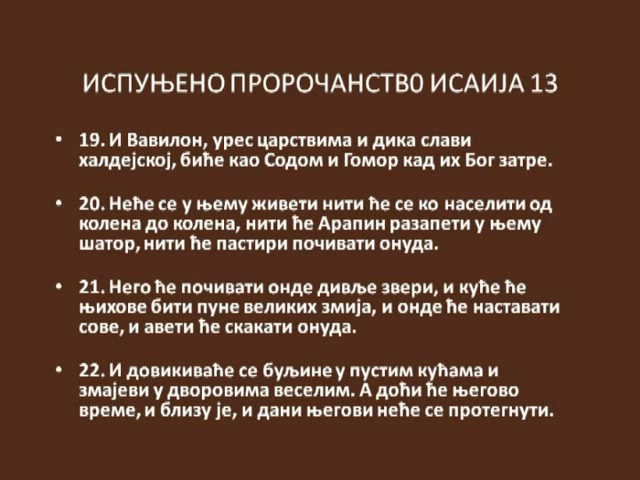 ИСПУЊЕНО ПРОРОЧАНСТВ0 ИСАИЈА 13
• 19. И Вавилон, урес царствима и дика слави
халдејској, биће као Содом и Гомор кад их Бог затре.
• 20. Неће се у њему живети нити ће се ко населити од
колена до колена, нити ће Арапин разапети у њему
шатор, нити ће пастири почивати онуда.
• 21. Него ће почивати онде дивље звери, и куће ће
њихове бити пуне великих змија, и онде ће наставати
сове, и авети ће скакати онуда.
• 22. И довикиваће се буљине у пустим кућама и
змајеви у дворовима веселим. А доћи ће његово
време, и близу је, и дани његови неће се протегнути.